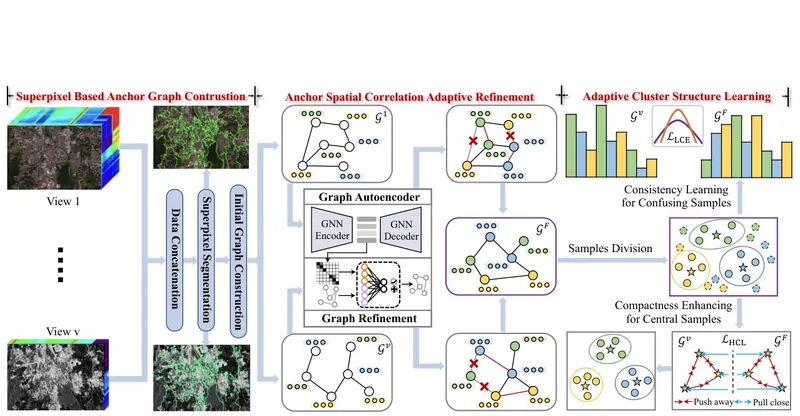 Superpixel Based Anchor Graph Contrustion
Anchor Spatial Correlation Adaptive Refinement
Adaptive Cluster Structure Learning
View 1
View v
Data Concatenation
Superpixel Segmentation
Initial Graph Construction
𝒢¹
Graph Autoencoder
GNN
Encoder
GNN
Decoder
Graph Refinement
𝒢ᵛ
𝒢ꟳ
Samples Division
𝒢ᵛ
ℒLCE
𝒢ꟳ
Consistency Learning
for Confusing Samples
Compactness Enhancing
for Central Samples
𝒢ᵛ
ℒHCL
𝒢ꟳ
Push away
Pull close